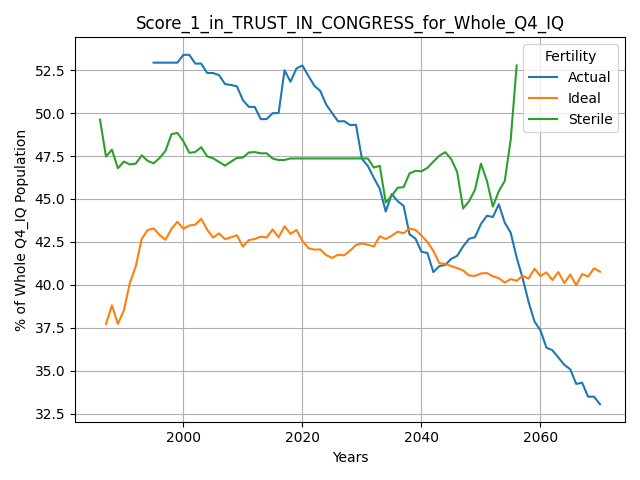 Score_1_in_TRUST_IN_CONGRESS_for_Whole_Q4_IQ
Fertility
Actual
Ideal
Sterile
% of Whole Q4_IQ Population
52.5
50.0
47.5
45.0
42.5
40.0
37.5
35.0
32.5
2000
2020
2040
2060
Years